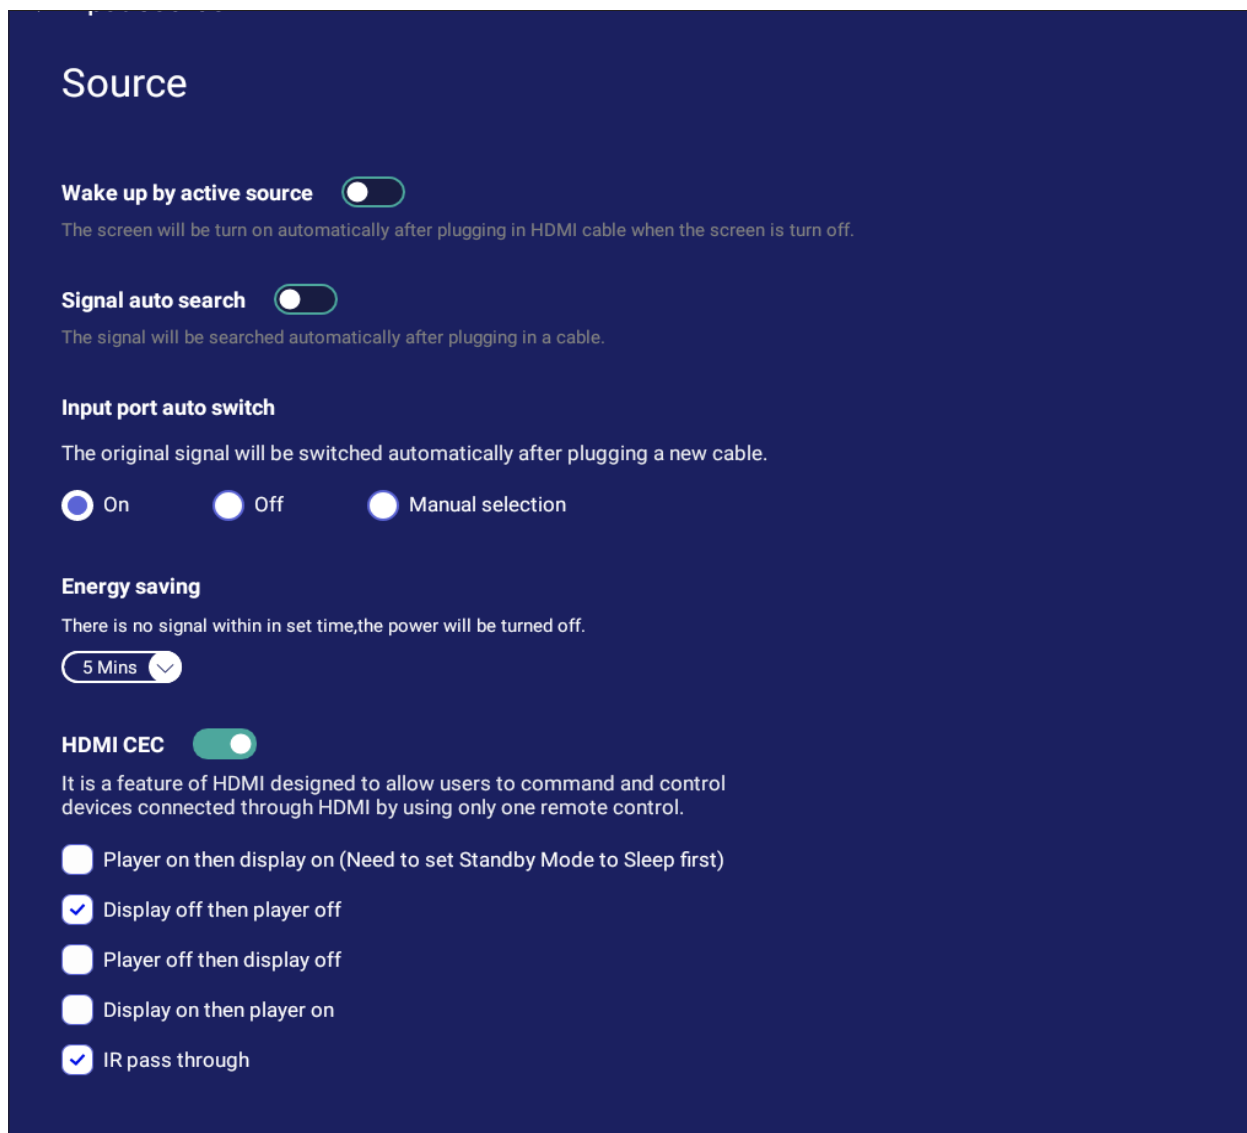 Source
Wake up by active source
The screen will be turn on automatically after plugging in HDMI cable when the screen is turn off.
Signal auto search
The signal will be searched automatically after plugging in a cable.
Input port auto switch
The original signal will be switched automatically after plugging a new cable.
On Off Manual selection
Energy saving
There is no signal within in set time,the power will be turned off.
5 Mins
HDMI CEC
It is a feature of HDMI designed to allow users to command and control
devices connected through HDMI by using only one remote control.
Player on then display on (Need to set Standby Mode to Sleep first)
Display off then player off
Player off then display off
Display on then player on
IR pass through